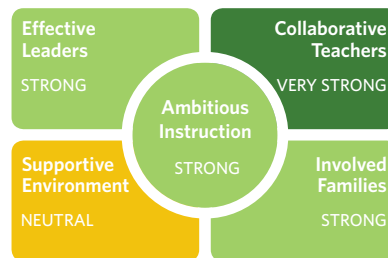 Effective
Leaders
STRONG
Collaborative
Teachers
VERY STRONG
Ambitious
Instruction
STRONG
Supportive
Environment
NEUTRAL
Involved
Families
STRONG